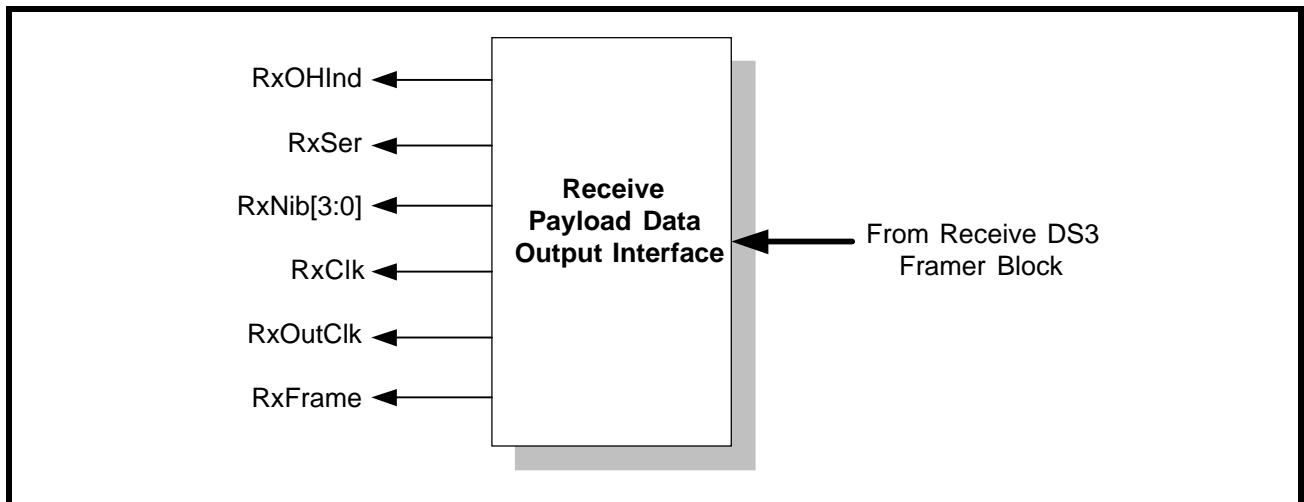 RxOHInd
RxSer
RxNib[3:0]
RxClk
RxOutClk
RxFrame
Receive
Payload Data
Output Interface
From Receive DS3
Framer Block